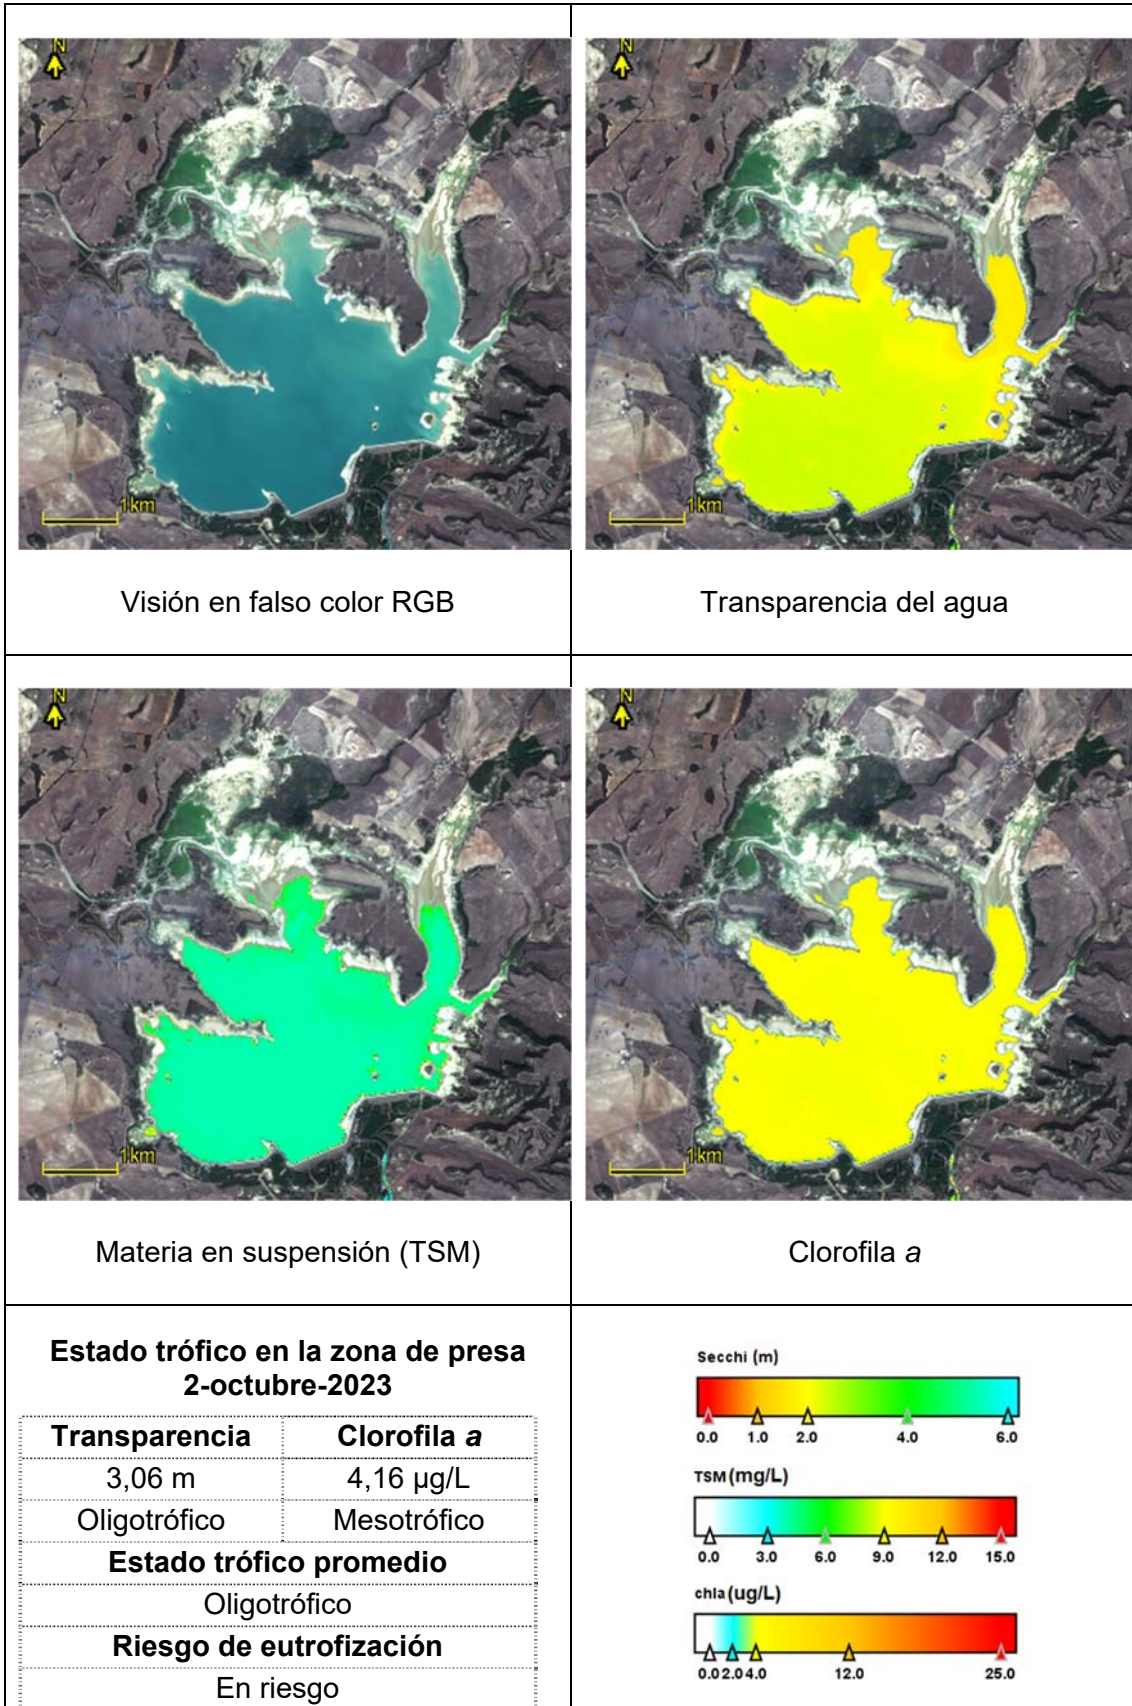 N
1km
Visión en falso color RGB
N
1km
Transparencia del agua
N
1km
Materia en suspensión (TSM)
N
1km
Clorofila a
Estado trófico en la zona de presa
2-octubre-2023
Transparencia Clorofila a
3,06 m 4,16 µg/L
Oligotrófico Mesotrófico
Estado trófico promedio
Oligotrófico
Riesgo de eutrofización
En riesgo
Secchi (m)
0.0 1.0 2.0 4.0 6.0
TSM (mg/L)
0.0 3.0 6.0 9.0 12.0 15.0
chla (ug/L)
0.0 2.0 4.0 12.0 25.0